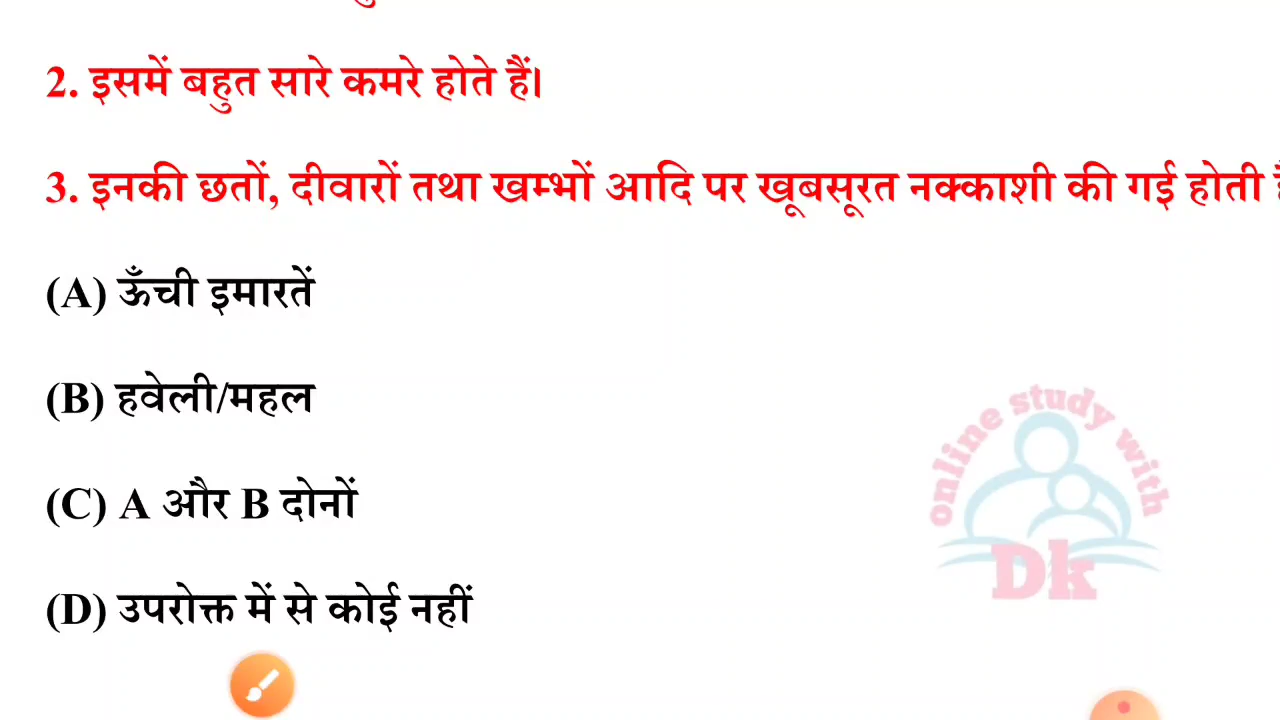 2. इसमें बहुत सारे कमरे होते हैं।
3. इनकी छतों, दीवारों तथा खम्भों आदि पर खूबसूरत नक्काशी की गई होती
(A) ऊँची इमारतें
(B) हवेली/महल
(C) A और B दोनों
(D) उपरोक्त में से कोई नहीं
online study with
Dk